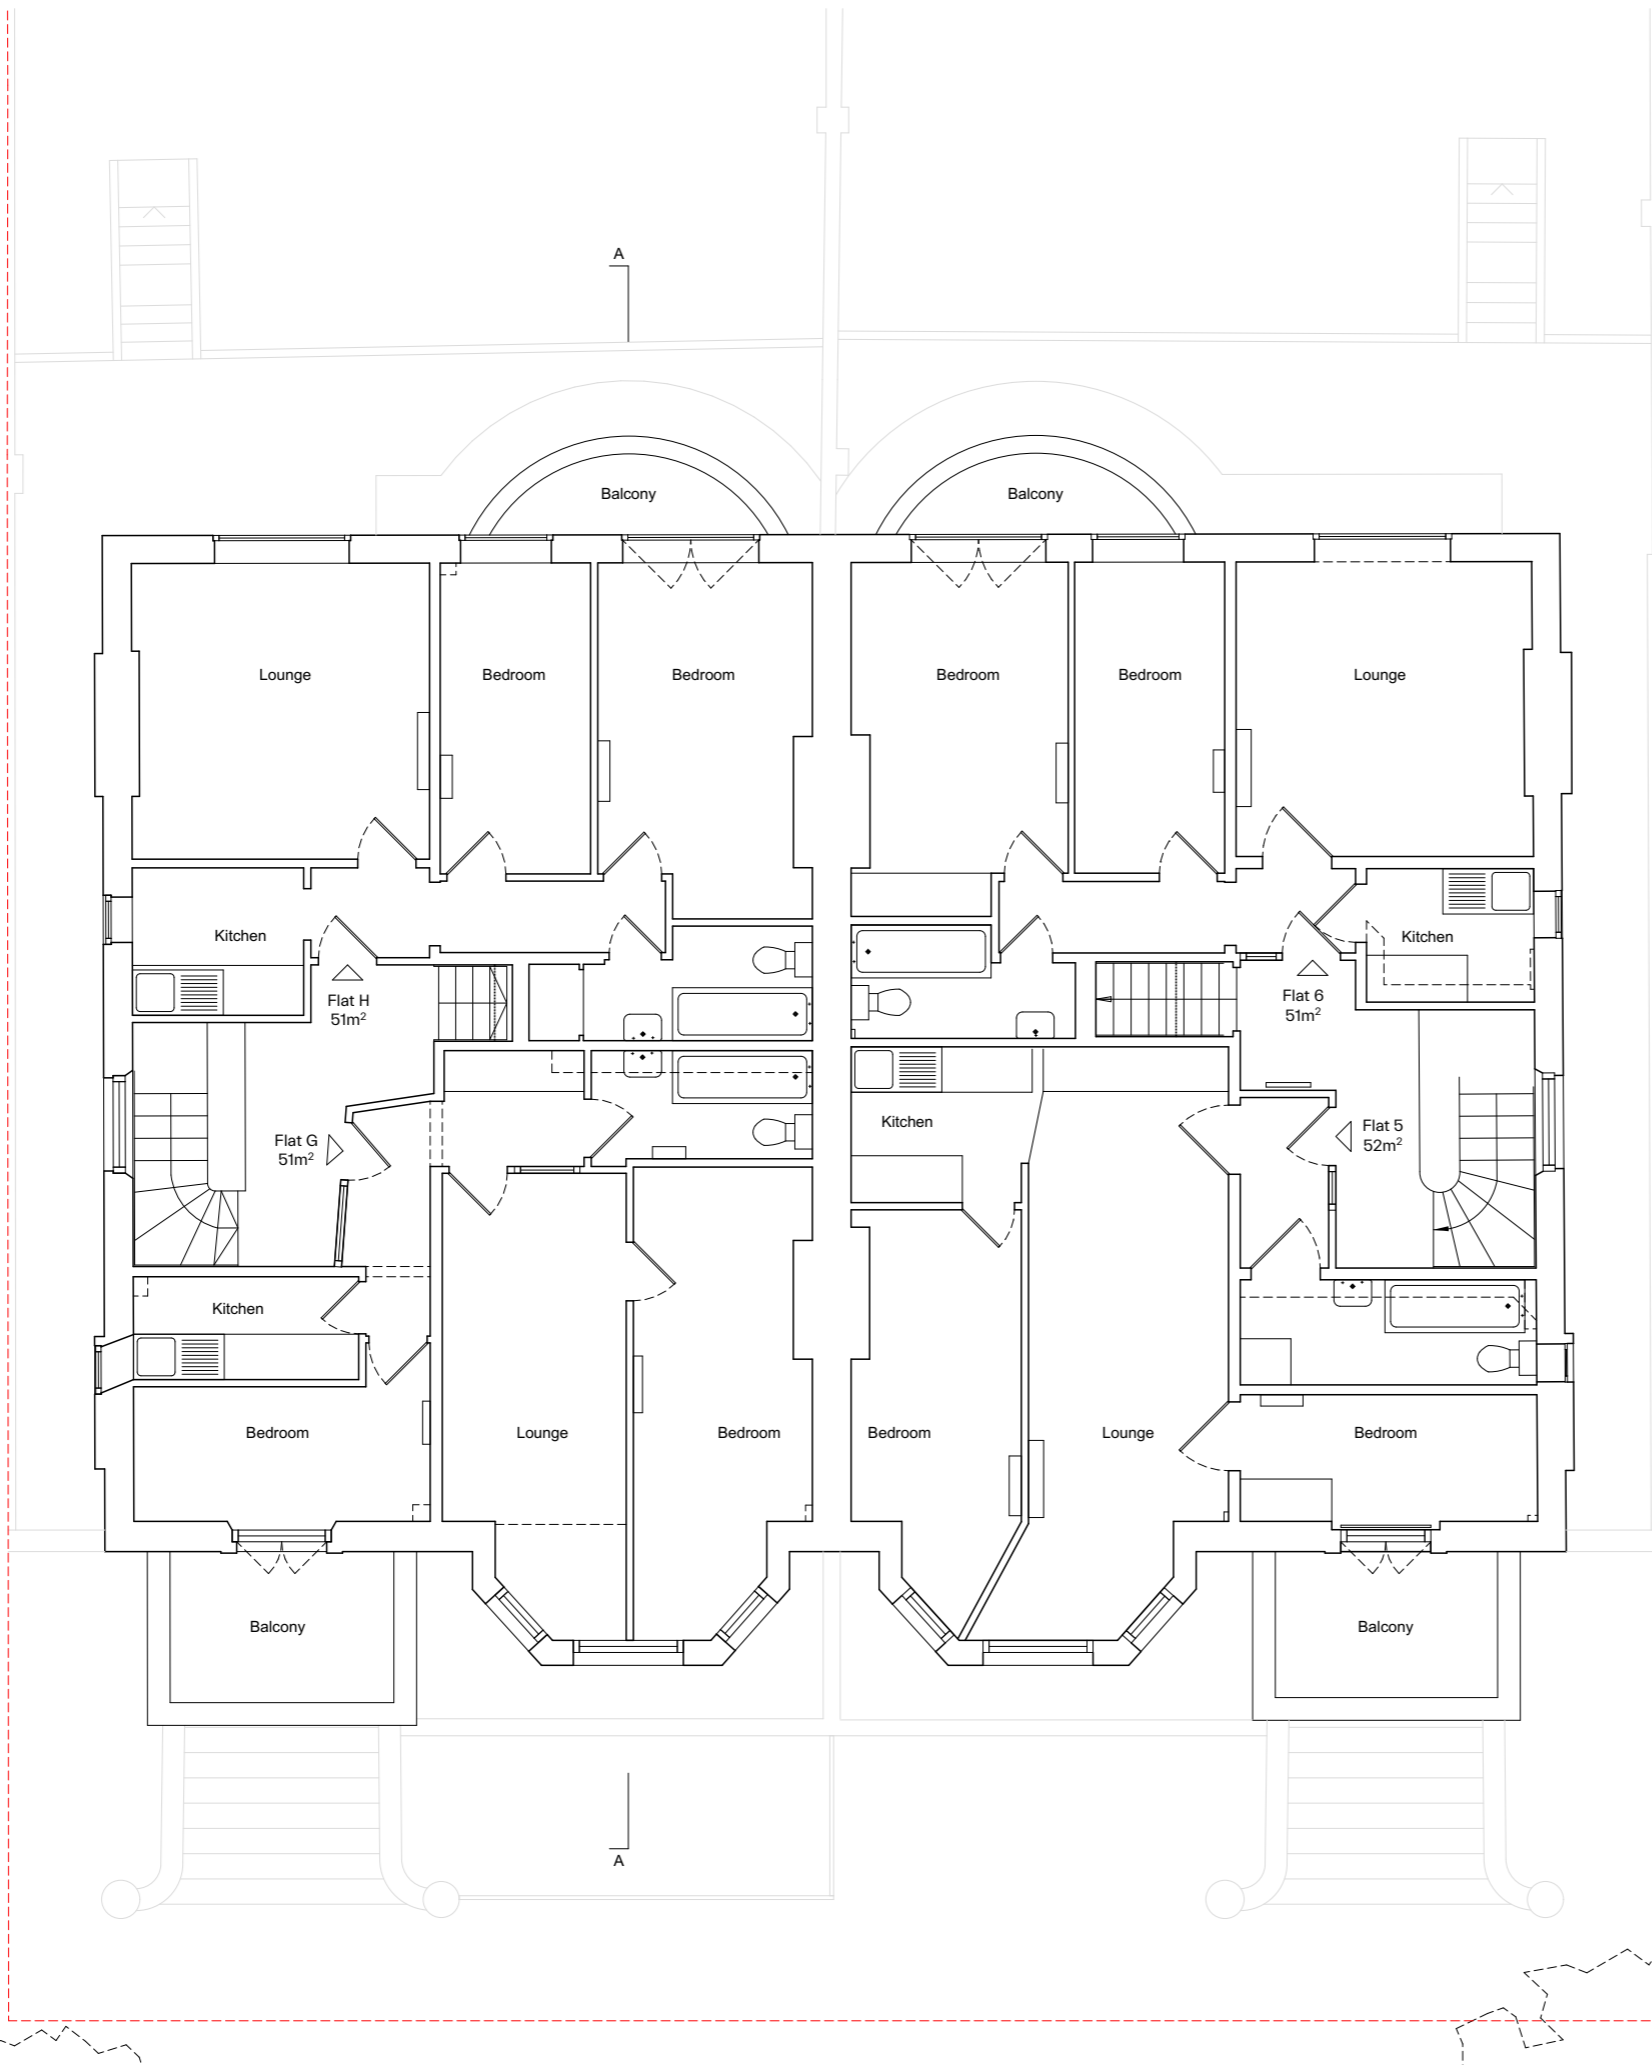 A
Balcony
Balcony
Lounge
Bedroom
Bedroom
Bedroom
Bedroom
Lounge
Kitchen
Kitchen
Flat H
51m²
Flat 6
51m²
Kitchen
Flat G
51m²
Flat 5
52m²
Kitchen
Bedroom
Lounge
Bedroom
Bedroom
Lounge
Bedroom
Balcony
Balcony
A